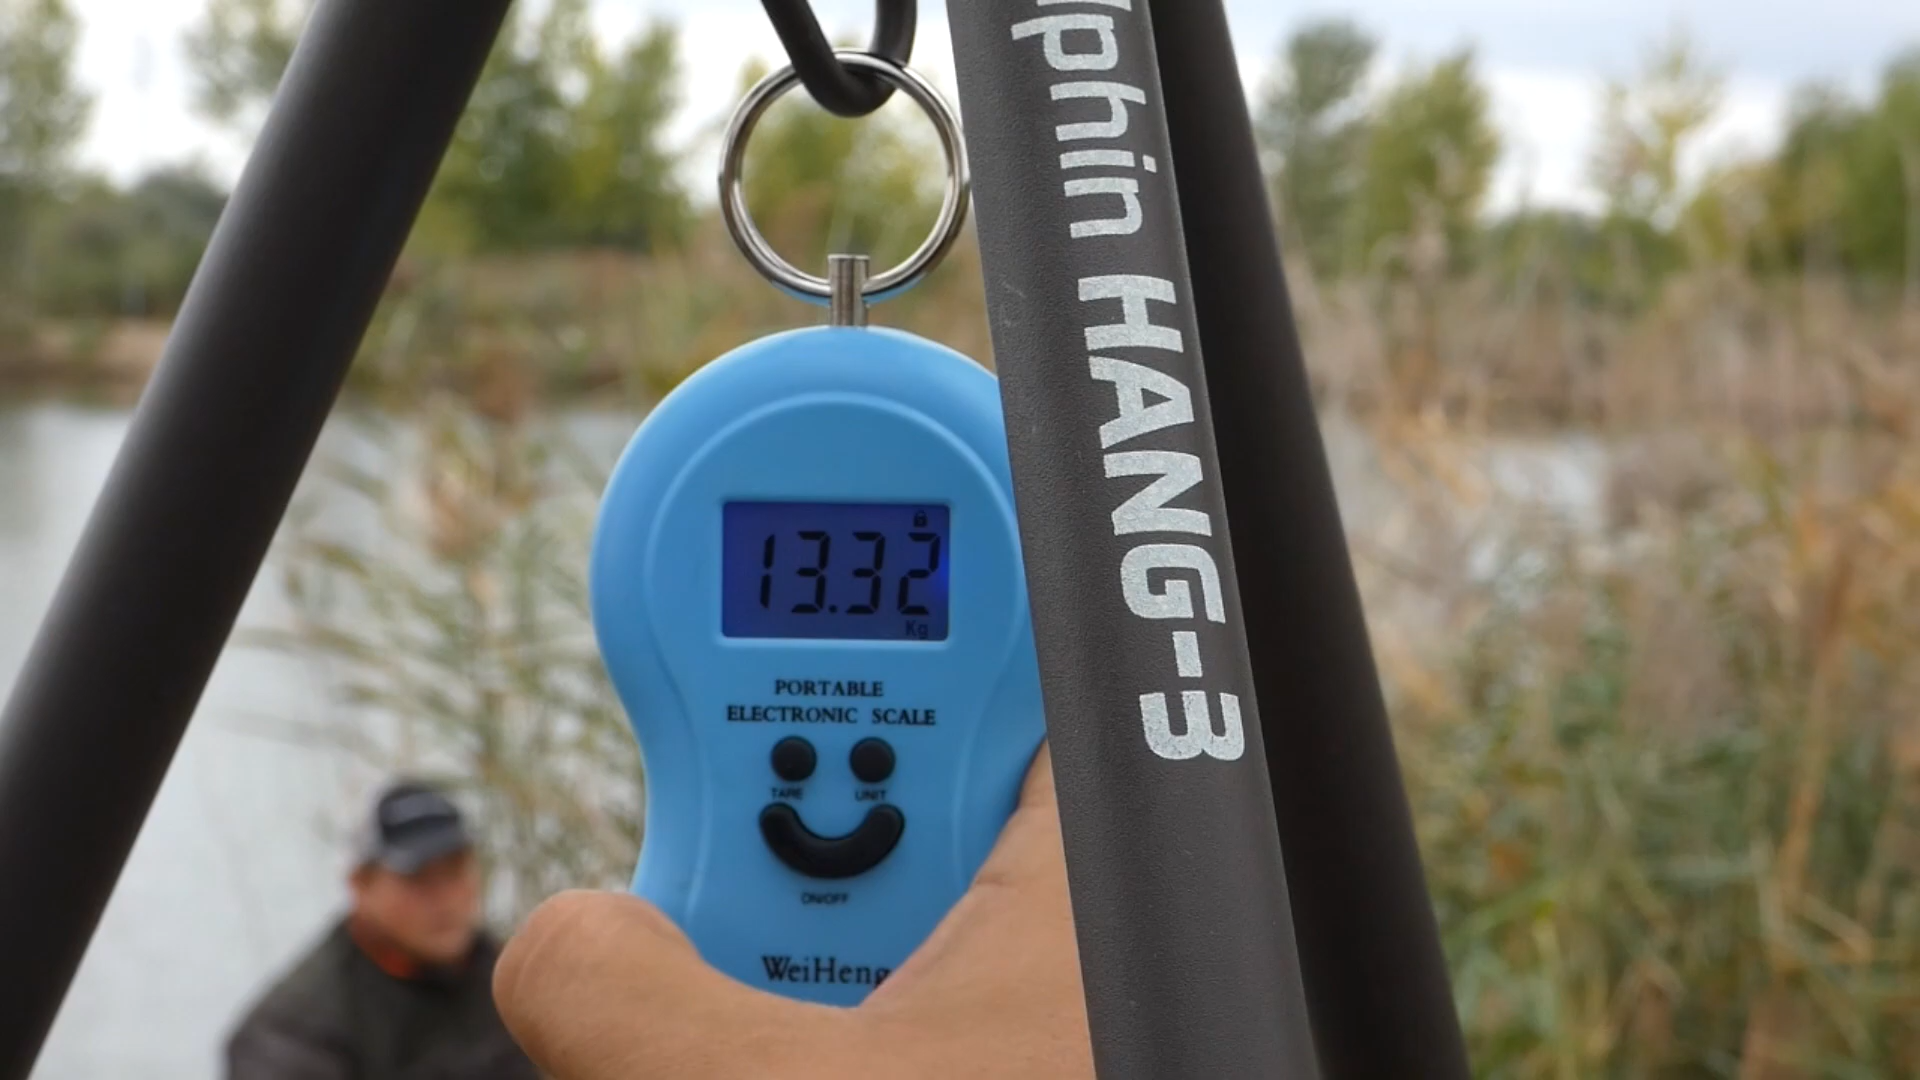 lphin HANG-3
13.32
Kg
PORTABLE
ELECTRONIC SCALE
TARE UNIT
ON/OFF
WeiHeng